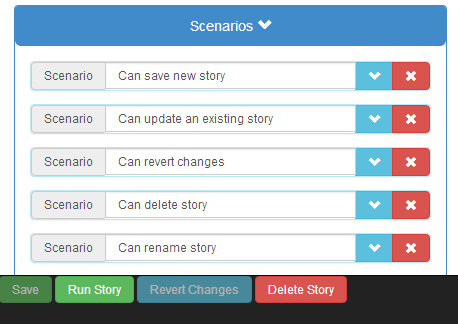 Scenarios
Scenario Can save new story
Scenario Can update an existing story
Scenario Can revert changes
Scenario Can delete story
Scenario Can rename story
Save Run Story Revert Changes Delete Story